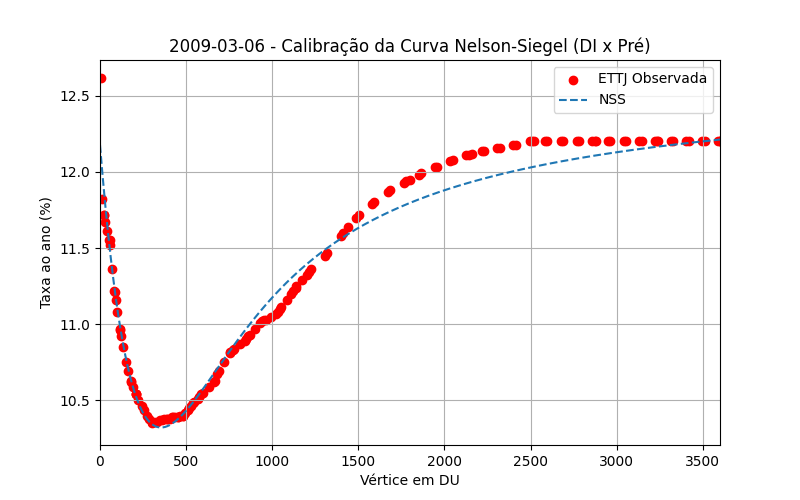 2009-03-06 - Calibração da Curva Nelson-Siegel (DI x Pré)
ETTJ Observada
NSS
12.5
12.0
11.5
11.0
10.5
Taxa ao ano (%)
0 500 1000 1500 2000 2500 3000 3500
Vértice em DU